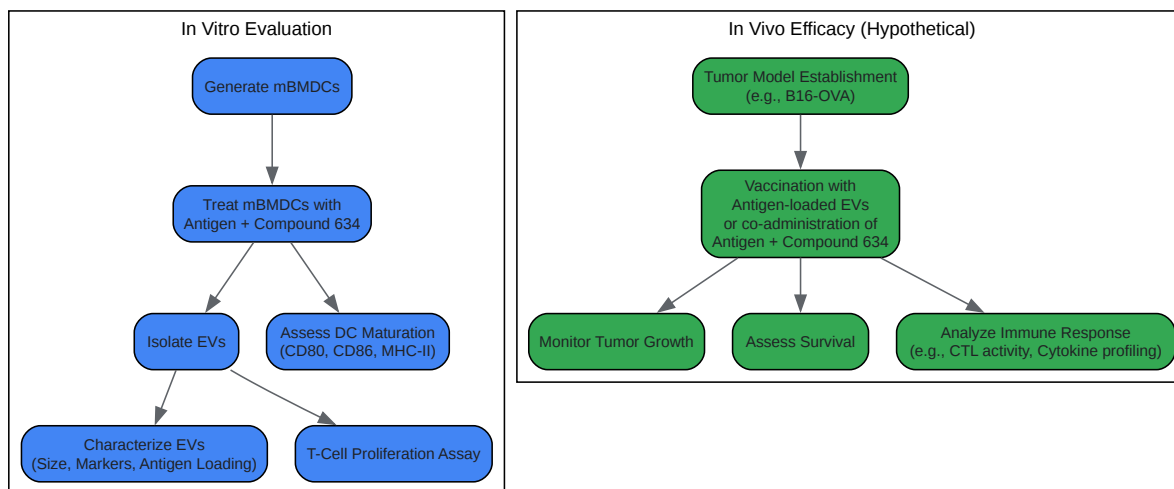 In Vitro Evaluation
Generate mBMDCs
Treat mBMDCs with
Antigen + Compound 634
Isolate EVs
Assess DC Maturation
(CD80, CD86, MHC-II)
Characterize EVs
(Size, Markers, Antigen Loading)
T-Cell Proliferation Assay
In Vivo Efficacy (Hypothetical)
Tumor Model Establishment
(e.g., B16-OVA)
Vaccination with
Antigen-loaded EVs
or co-administration of
Antigen + Compound 634
Monitor Tumor Growth
Assess Survival
Analyze Immune Response
(e.g., CTL activity, Cytokine profiling)